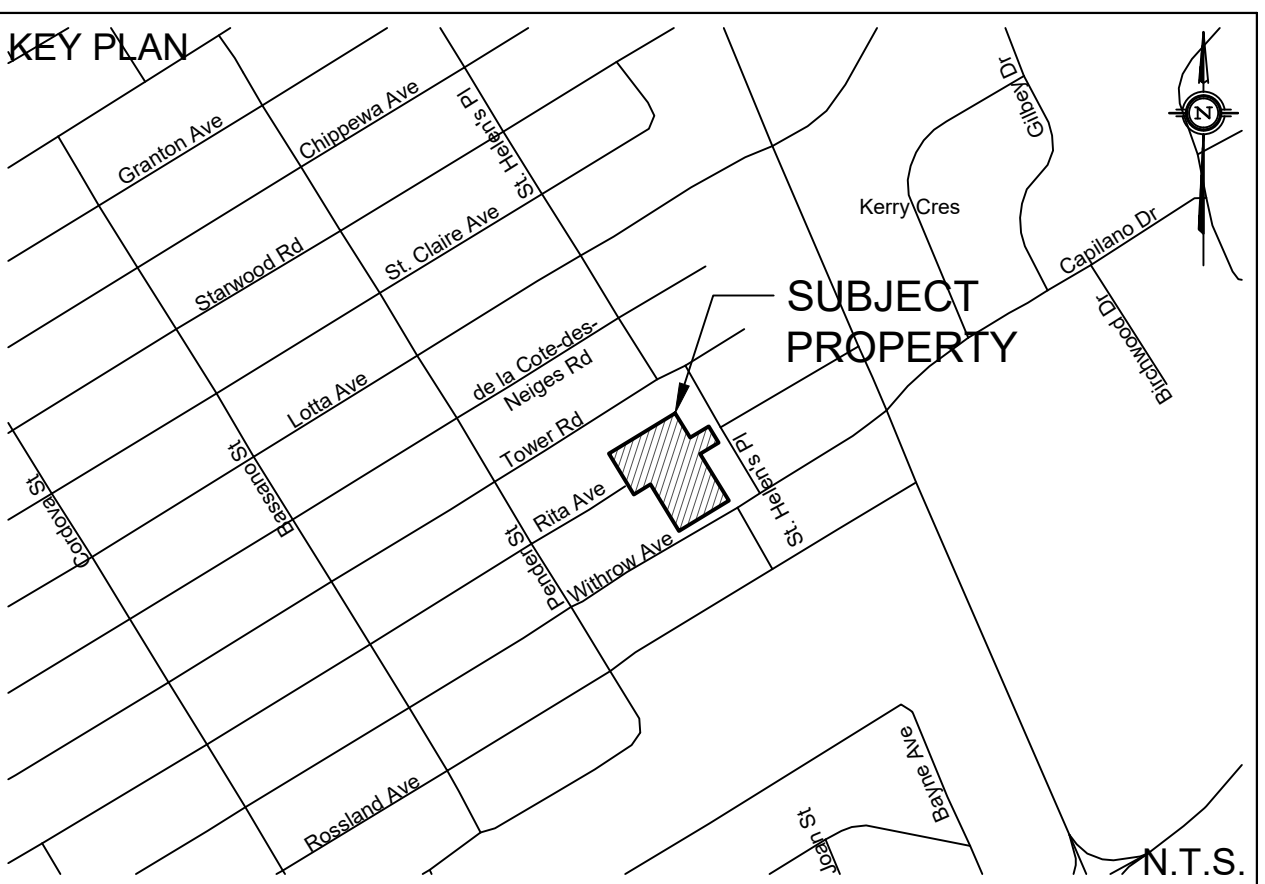 KEY PLAN
Granton Ave
Chippewa Ave
St. Helen's Pl
Gilbey Dr
N
Kerry Cres
Starwood Rd
St. Claire Ave
Capilano Dr
Birchwood Dr
SUBJECT
PROPERTY
de la Cote-des-
Neiges Rd
Lotta Ave
Tower Rd
Cordova St
Bassano St
Rita Ave
St. Helen's Pl
Pender St
Withrow Ave
Rossland Ave
Bayne Ave
Joan St
N.T.S.